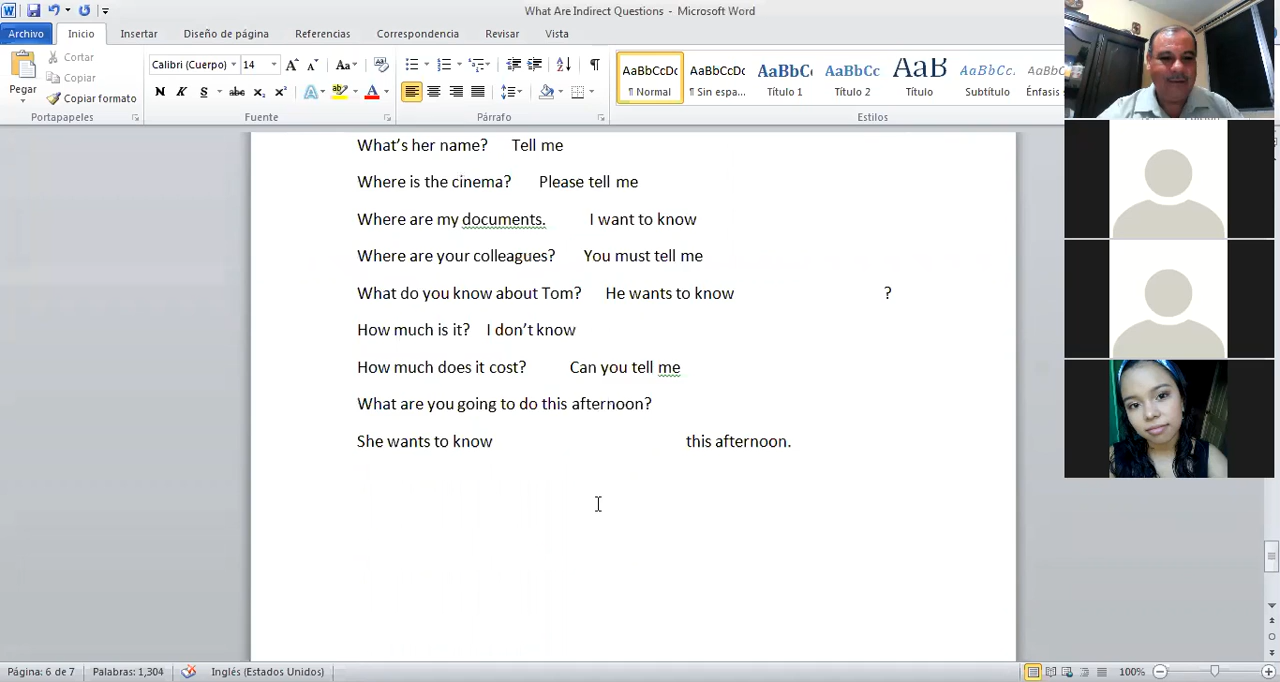 What Are Indirect Questions - Microsoft Word
Archivo Inicio Insertar Diseño de página Referencias Correspondencia Revisar Vista
Pegar
Cortar
Copiar
Copiar formato
Portapapeles
Calibri (Cuerpo) 14
Fuente
Párrafo
AaBbCcDc AaBbCcDc AaBbC AaBbCc AaB AaBbCc. AaBbCc
Normal Sin espa... Título 1 Título 2 Título Subtítulo Énfasis
Estilos
What's her name? Tell me
Where is the cinema? Please tell me
Where are my documents. I want to know
Where are your colleagues? You must tell me
What do you know about Tom? He wants to know ?
How much is it? I don't know
How much does it cost? Can you tell me
What are you going to do this afternoon?
She wants to know this afternoon.
Página: 6 de 7 Palabras: 1,304 Inglés (Estados Unidos) 100%